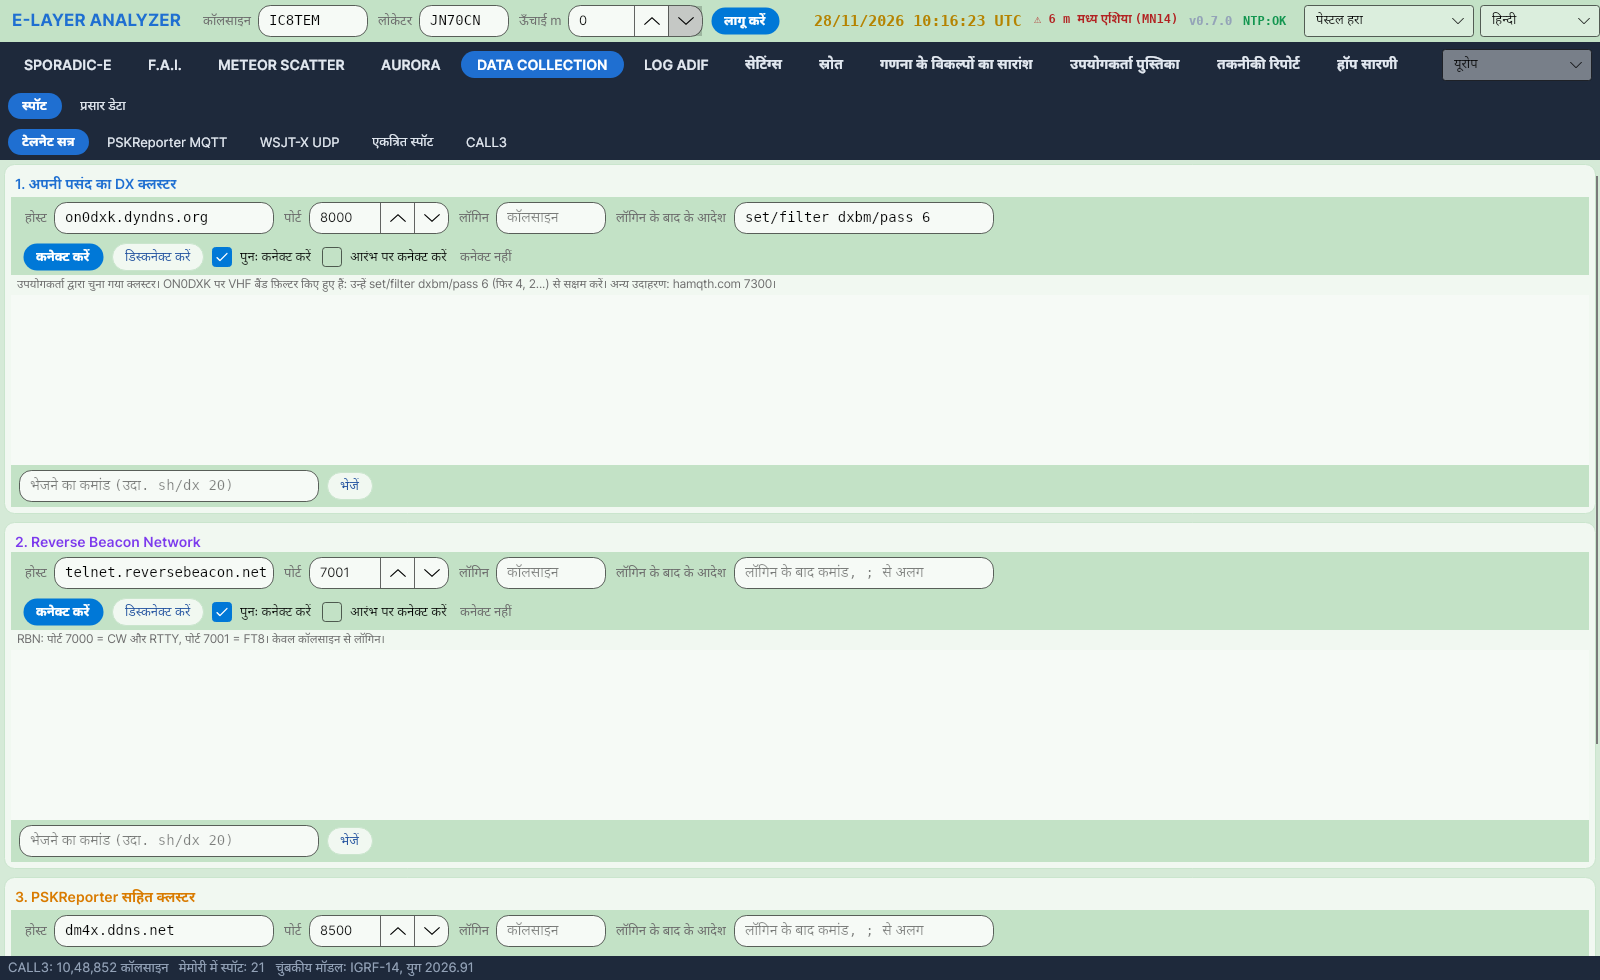 E-LAYER ANALYZER कॉलसाइन IC8TEM लोकेटर JN70CN ऊँचाई m 0 लागू करें 28/11/2026 10:16:23 UTC ⚠ 6 m मध्य एशिया (MN14) v0.7.0 NTP:OK पेस्टल हरा हिन्दी
SPORADIC-E F.A.I. METEOR SCATTER AURORA DATA COLLECTION LOG ADIF सेटिंग्स स्रोत गणना के विकल्पों का सारांश उपयोगकर्ता पुस्तिका तकनीकी रिपोर्ट हॉप सारणी यूरोप
स्पॉट प्रसार डेटा
टेलनेट सत्र PSKReporter MQTT WSJT-X UDP एकत्रित स्पॉट CALL3
1. अपनी पसंद का DX क्लस्टर
होस्ट on0dxk.dyndns.org पोर्ट 8000 लॉगिन कॉलसाइन लॉगिन के बाद के आदेश set/filter dxbm/pass 6
कनेक्ट करें डिस्कनेक्ट करें पुनः कनेक्ट करें आरंभ पर कनेक्ट करें कनेक्ट नहीं
उपयोगकर्ता द्वारा चुना गया क्लस्टर। ON0DXK पर VHF बैंड फ़िल्टर किए हुए हैं: उन्हें set/filter dxbm/pass 6 (फिर 4, 2...) से सक्षम करें। अन्य उदाहरण: hamqth.com 7300।
भेजने का कमांड (उदा. sh/dx 20) भेजें
2. Reverse Beacon Network
होस्ट telnet.reversebeacon.net पोर्ट 7001 लॉगिन कॉलसाइन लॉगिन के बाद के आदेश लॉगिन के बाद कमांड, ; से अलग
कनेक्ट करें डिस्कनेक्ट करें पुनः कनेक्ट करें आरंभ पर कनेक्ट करें कनेक्ट नहीं
RBN: पोर्ट 7000 = CW और RTTY, पोर्ट 7001 = FT8। केवल कॉलसाइन से लॉगिन।
भेजने का कमांड (उदा. sh/dx 20) भेजें
3. PSKReporter सहित क्लस्टर
होस्ट dm4x.ddns.net पोर्ट 8500 लॉगिन कॉलसाइन लॉगिन के बाद के आदेश लॉगिन के बाद कमांड, ; से अलग
CALL3: 10,48,852 कॉलसाइन मेमोरी में स्पॉट: 21 चुंबकीय मॉडल: IGRF-14, युग 2026.91